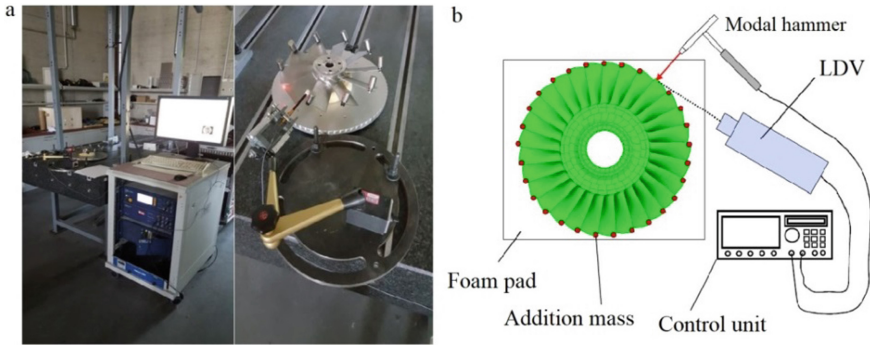 a
b
Modal hammer
LDV
Foam pad
Addition mass
Control unit